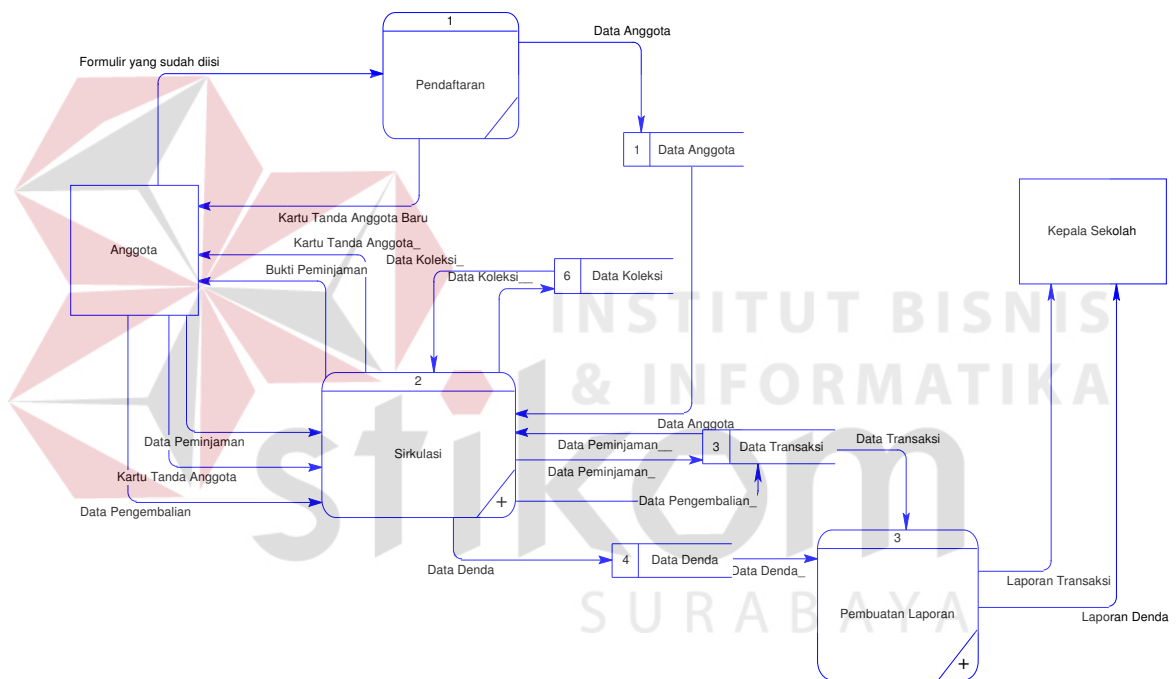 1
Pendaftaran
Data Anggota
Formulir yang sudah diisi
1 Data Anggota
Kartu Tanda Anggota Baru
Anggota
Kepala Sekolah
Kartu Tanda Anggota_
Data Koleksi_
Bukti Peminjaman
Data Koleksi__
6 Data Koleksi
INSTITUT BISNIS
& INFORMATIKA
stikom
SURABAYA
2
Sirkulasi
+
Data Anggota
Data Peminjaman
Data Peminjaman__
3 Data Transaksi
Data Transaksi
Kartu Tanda Anggota
Data Peminjaman_
Data Pengembalian
Data Pengembalian_
3
Pembuatan Laporan
+
Data Denda
4 Data Denda
Data Denda_
Laporan Transaksi
Laporan Denda